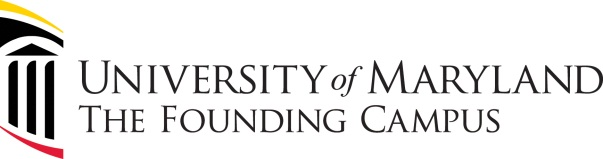 UNIVERSITY of MARYLAND
THE FOUNDING CAMPUS